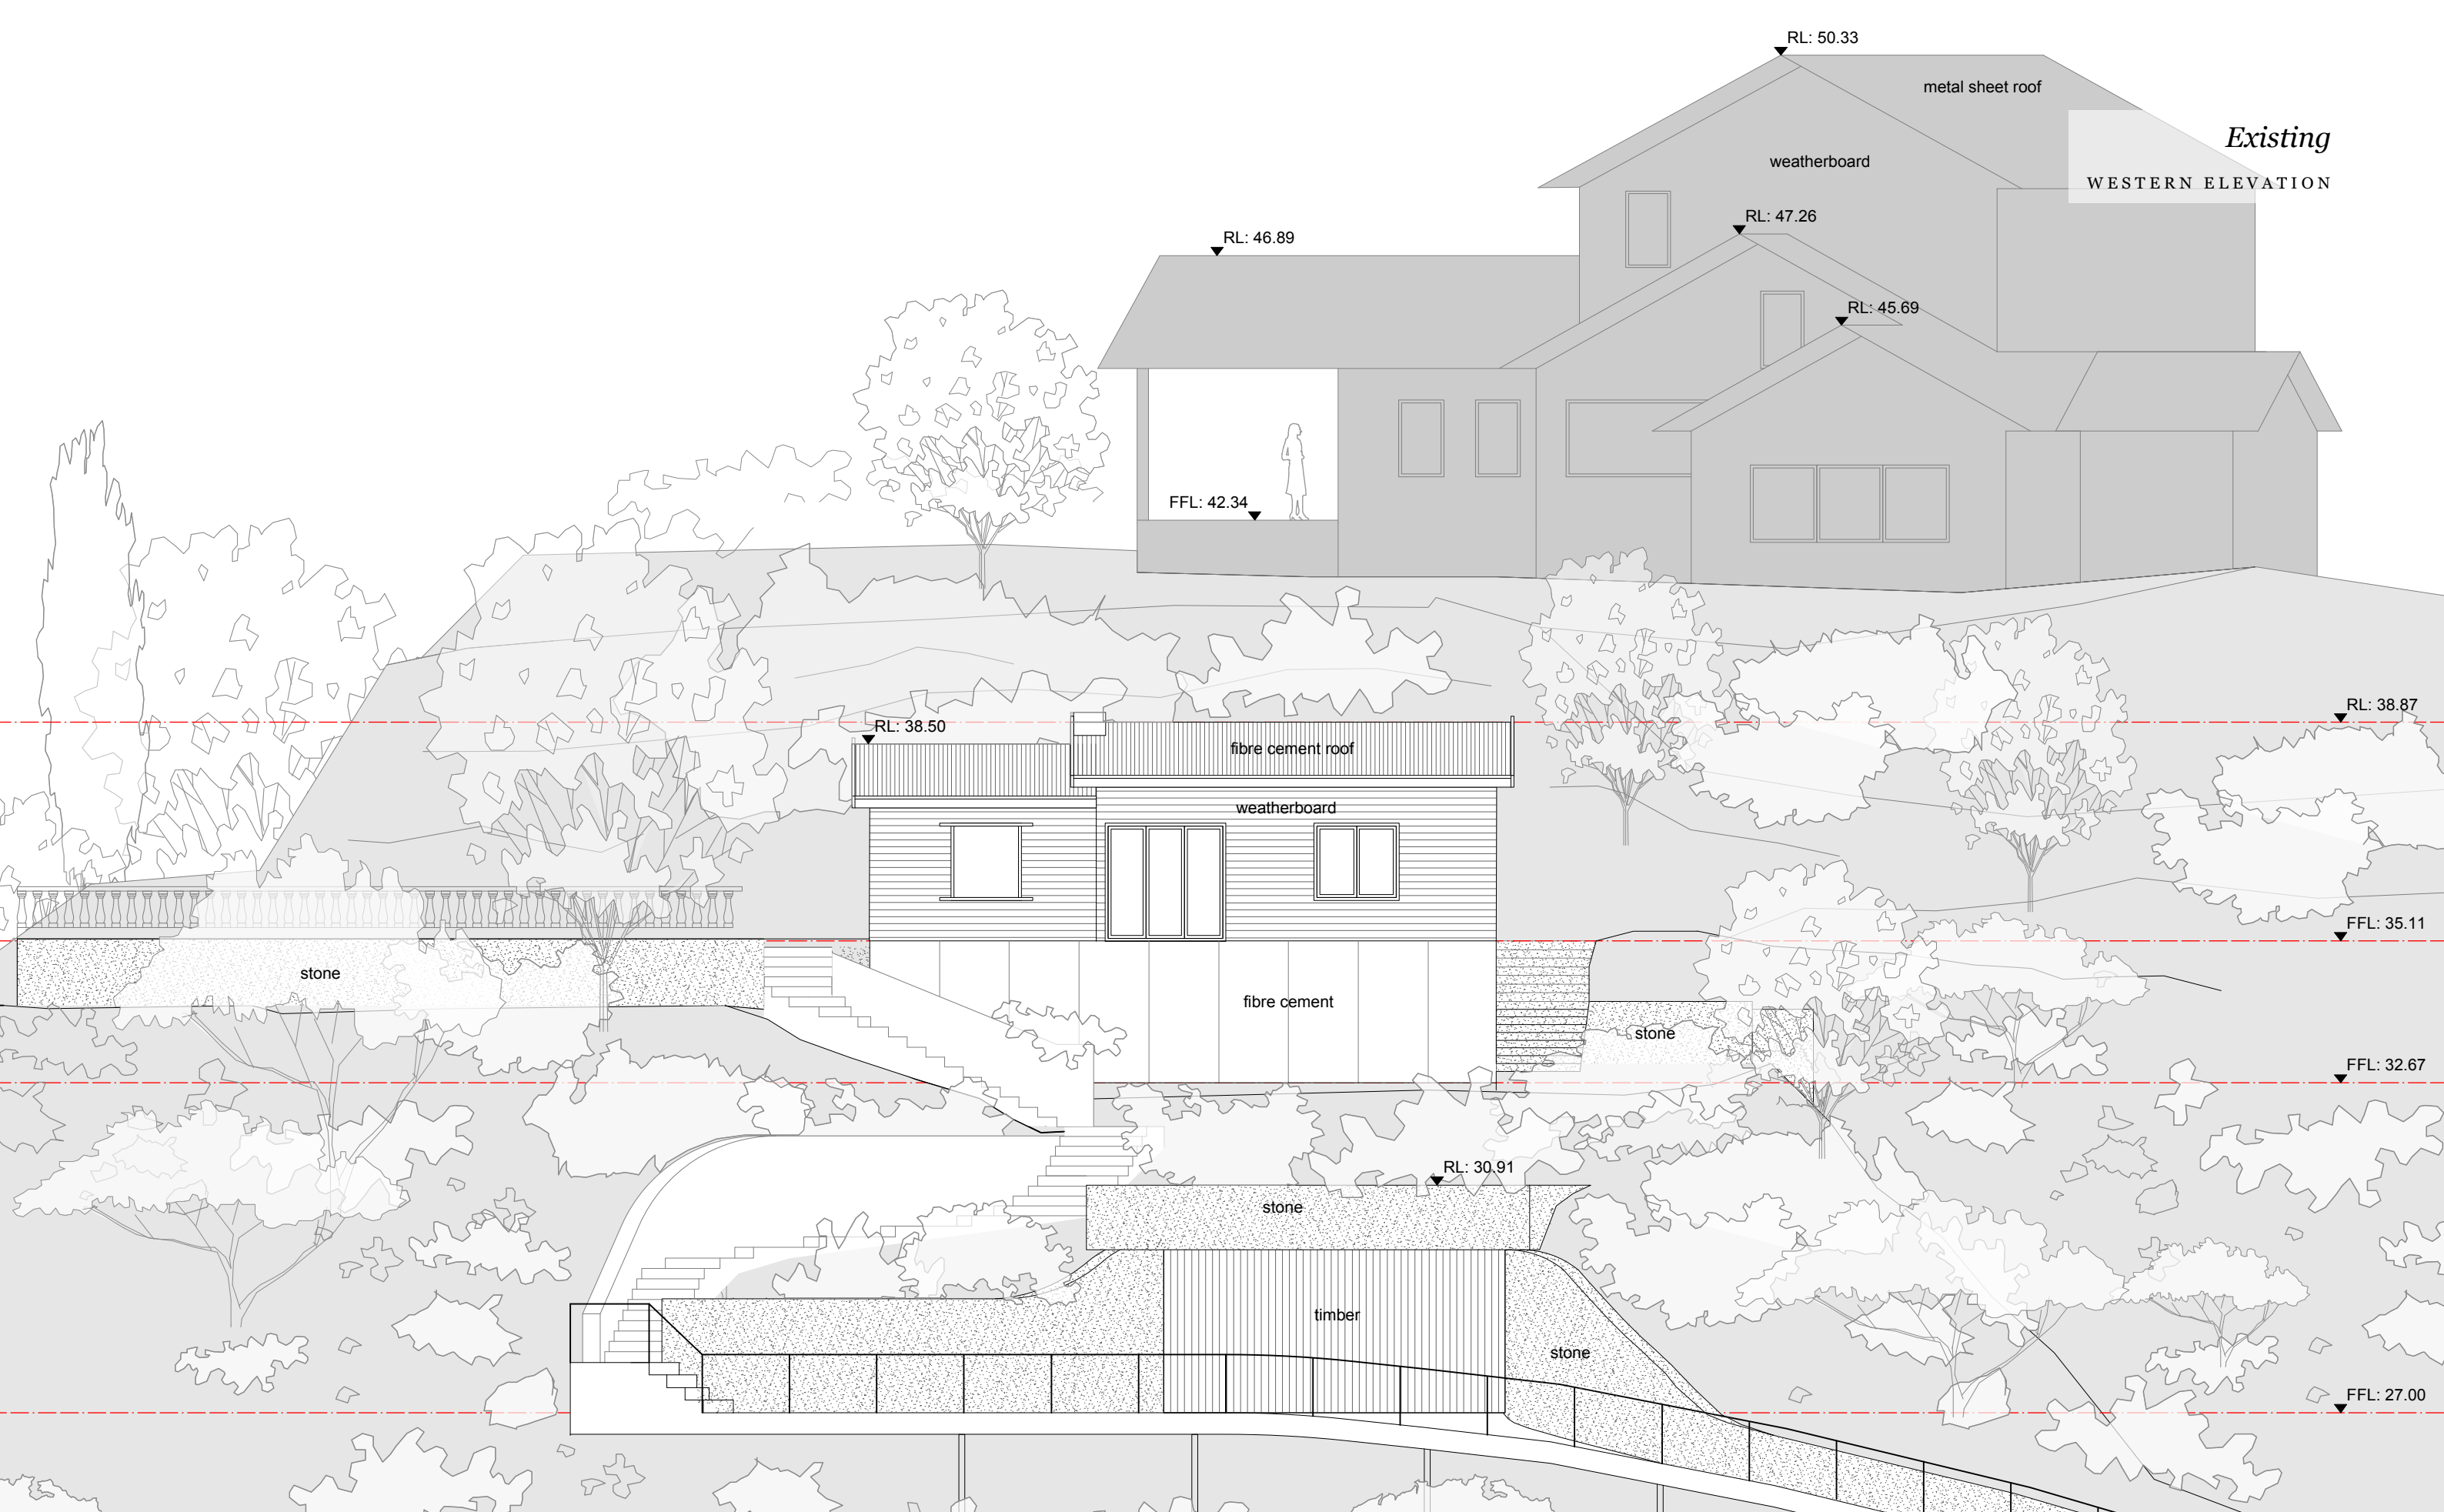 RL: 50.33
metal sheet roof
Existing
weatherboard
WESTERN ELEVATION
RL: 47.26
RL: 46.89
RL: 45.69
FFL: 42.34
RL: 38.87
RL: 38.50
fibre cement roof
weatherboard
FFL: 35.11
stone
fibre cement
stone
FFL: 32.67
RL: 30.91
stone
timber
stone
FFL: 27.00